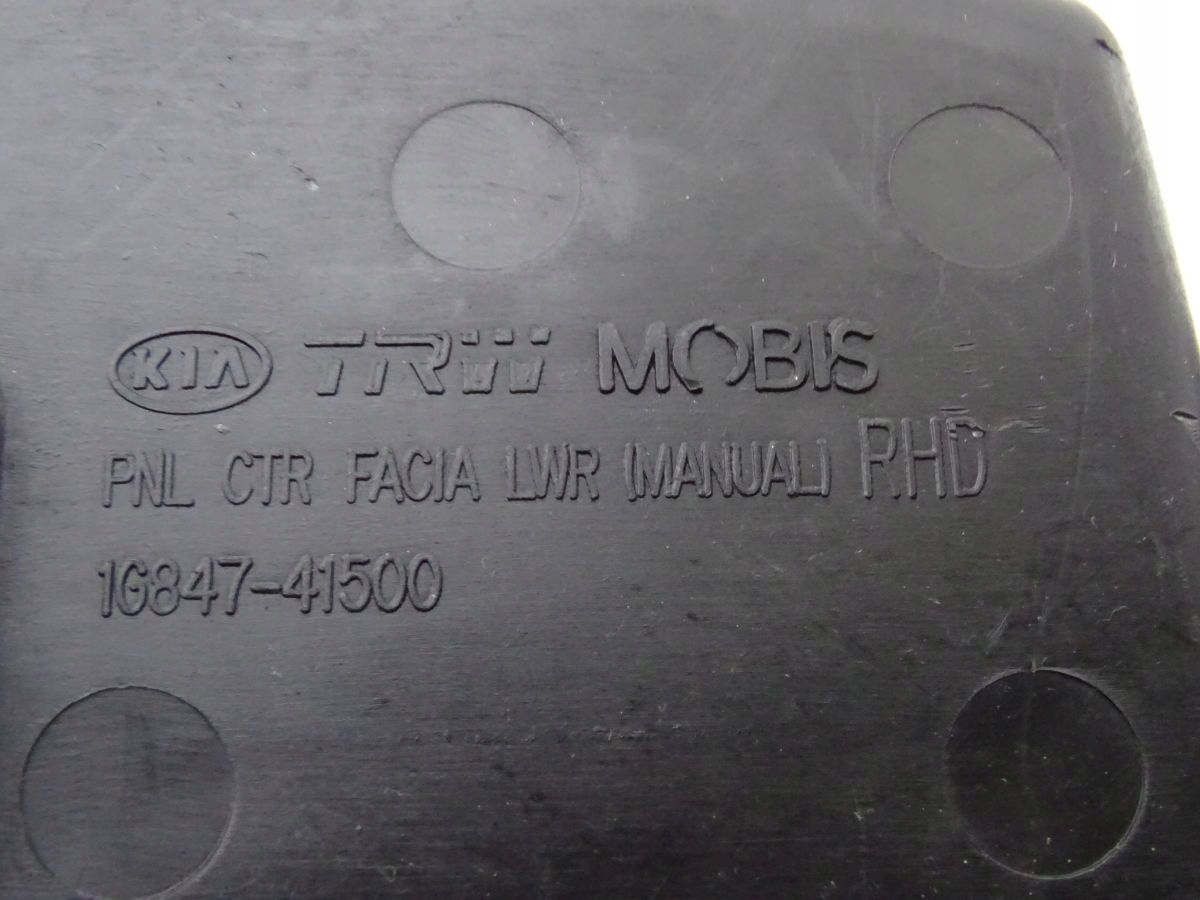 KIA TRW MOBIS
PNL CTR FACIA LWR (MANUAL) RHD
1G847-41500